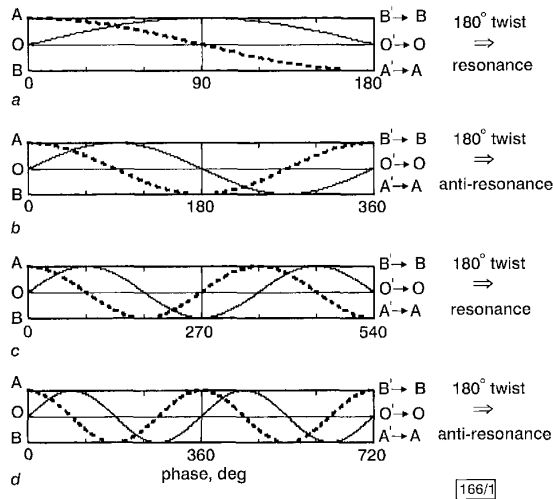 A B'→ B 180° twist
O O'→ O ⇒
B A'→ A resonance
0 90 180
a
A B'→ B 180° twist
O O'→ O ⇒
B A'→ A anti-resonance
0 180 360
b
A B'→ B 180° twist
O O'→ O ⇒
B A'→ A resonance
0 270 540
c
A B'→ B 180° twist
O O'→ O ⇒
B A'→ A anti-resonance
0 360 720
d phase, deg
166/1